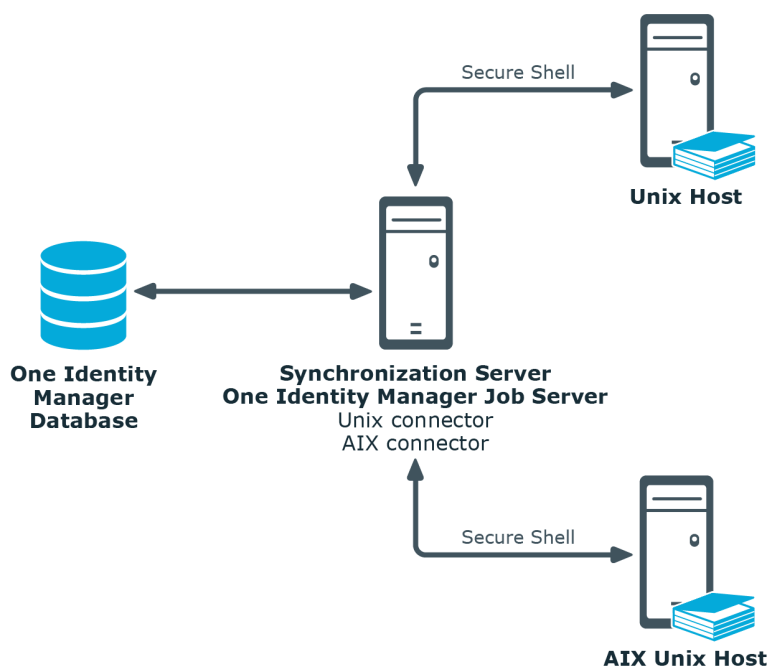 Secure Shell
Unix Host
One Identity
Manager
Database
Synchronization Server
One Identity Manager Job Server
Unix connector
AIX connector
Secure Shell
AIX Unix Host